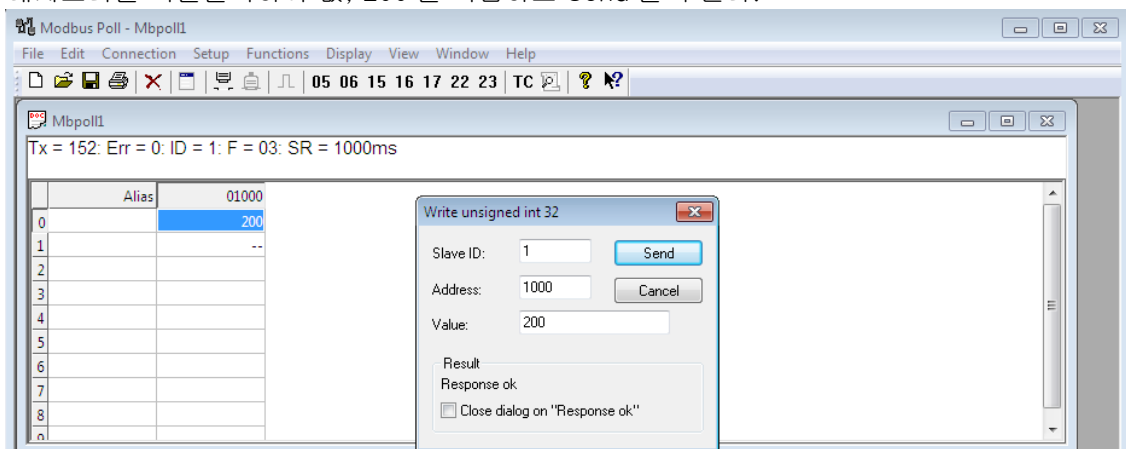 Modbus Poll - Mbpoll1
File Edit Connection Setup Functions Display View Window Help
05 06 15 16 17 22 23 TC
Mbpoll1
Tx = 152: Err = 0: ID = 1: F = 03: SR = 1000ms
Alias 01000
0 200
1 --
2
3
4
5
6
7
8
Write unsigned int 32
Slave ID: 1 Send
Address: 1000 Cancel
Value: 200
Result
Response ok
Close dialog on "Response ok"